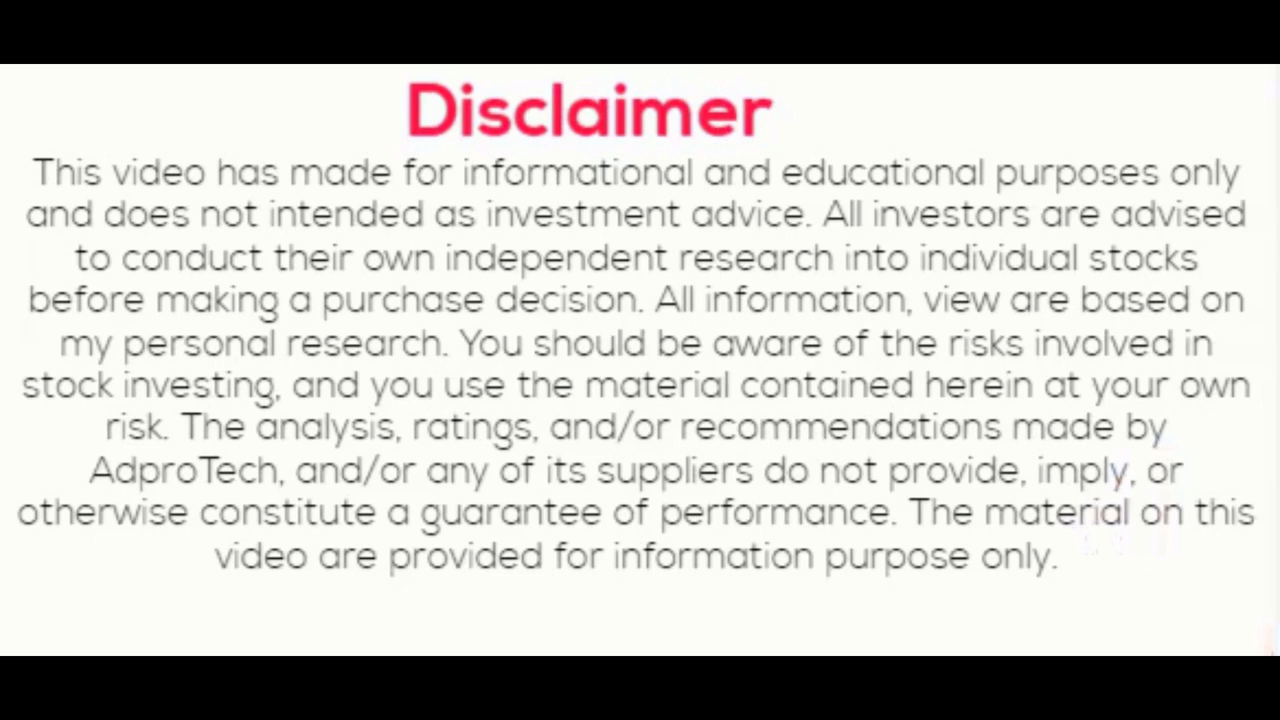 Disclaimer
This video has made for informational and educational purposes only
and does not intended as investment advice. All investors are advised
to conduct their own independent research into individual stocks
before making a purchase decision. All information, view are based on
my personal research. You should be aware of the risks involved in
stock investing, and you use the material contained herein at your own
risk. The analysis, ratings, and/or recommendations made by
AdproTech, and/or any of its suppliers do not provide, imply, or
otherwise constitute a guarantee of performance. The material on this
video are provided for information purpose only.